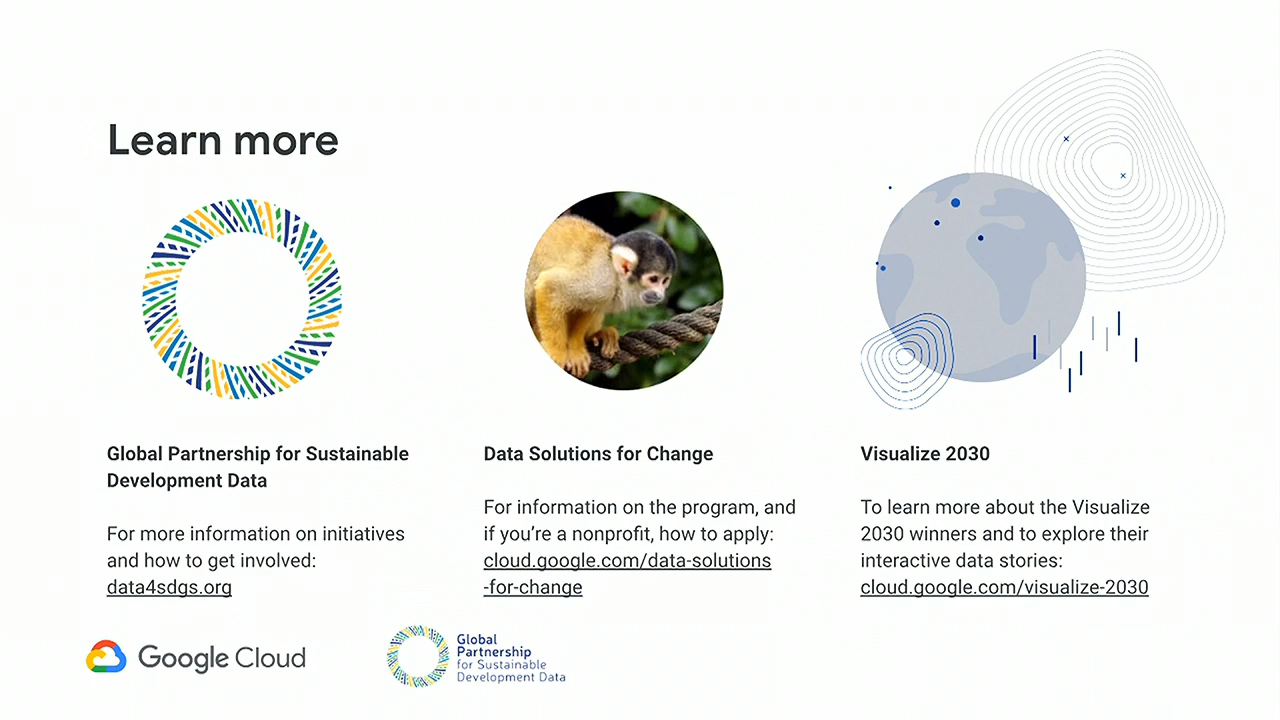 Learn more
Global Partnership for Sustainable
Development Data
For more information on initiatives
and how to get involved:
data4sdgs.org
Data Solutions for Change
For information on the program, and
if you're a nonprofit, how to apply:
cloud.google.com/data-solutions
-for-change
Visualize 2030
To learn more about the Visualize
2030 winners and to explore their
interactive data stories:
cloud.google.com/visualize-2030
Google Cloud
Global
Partnership
for Sustainable
Development Data